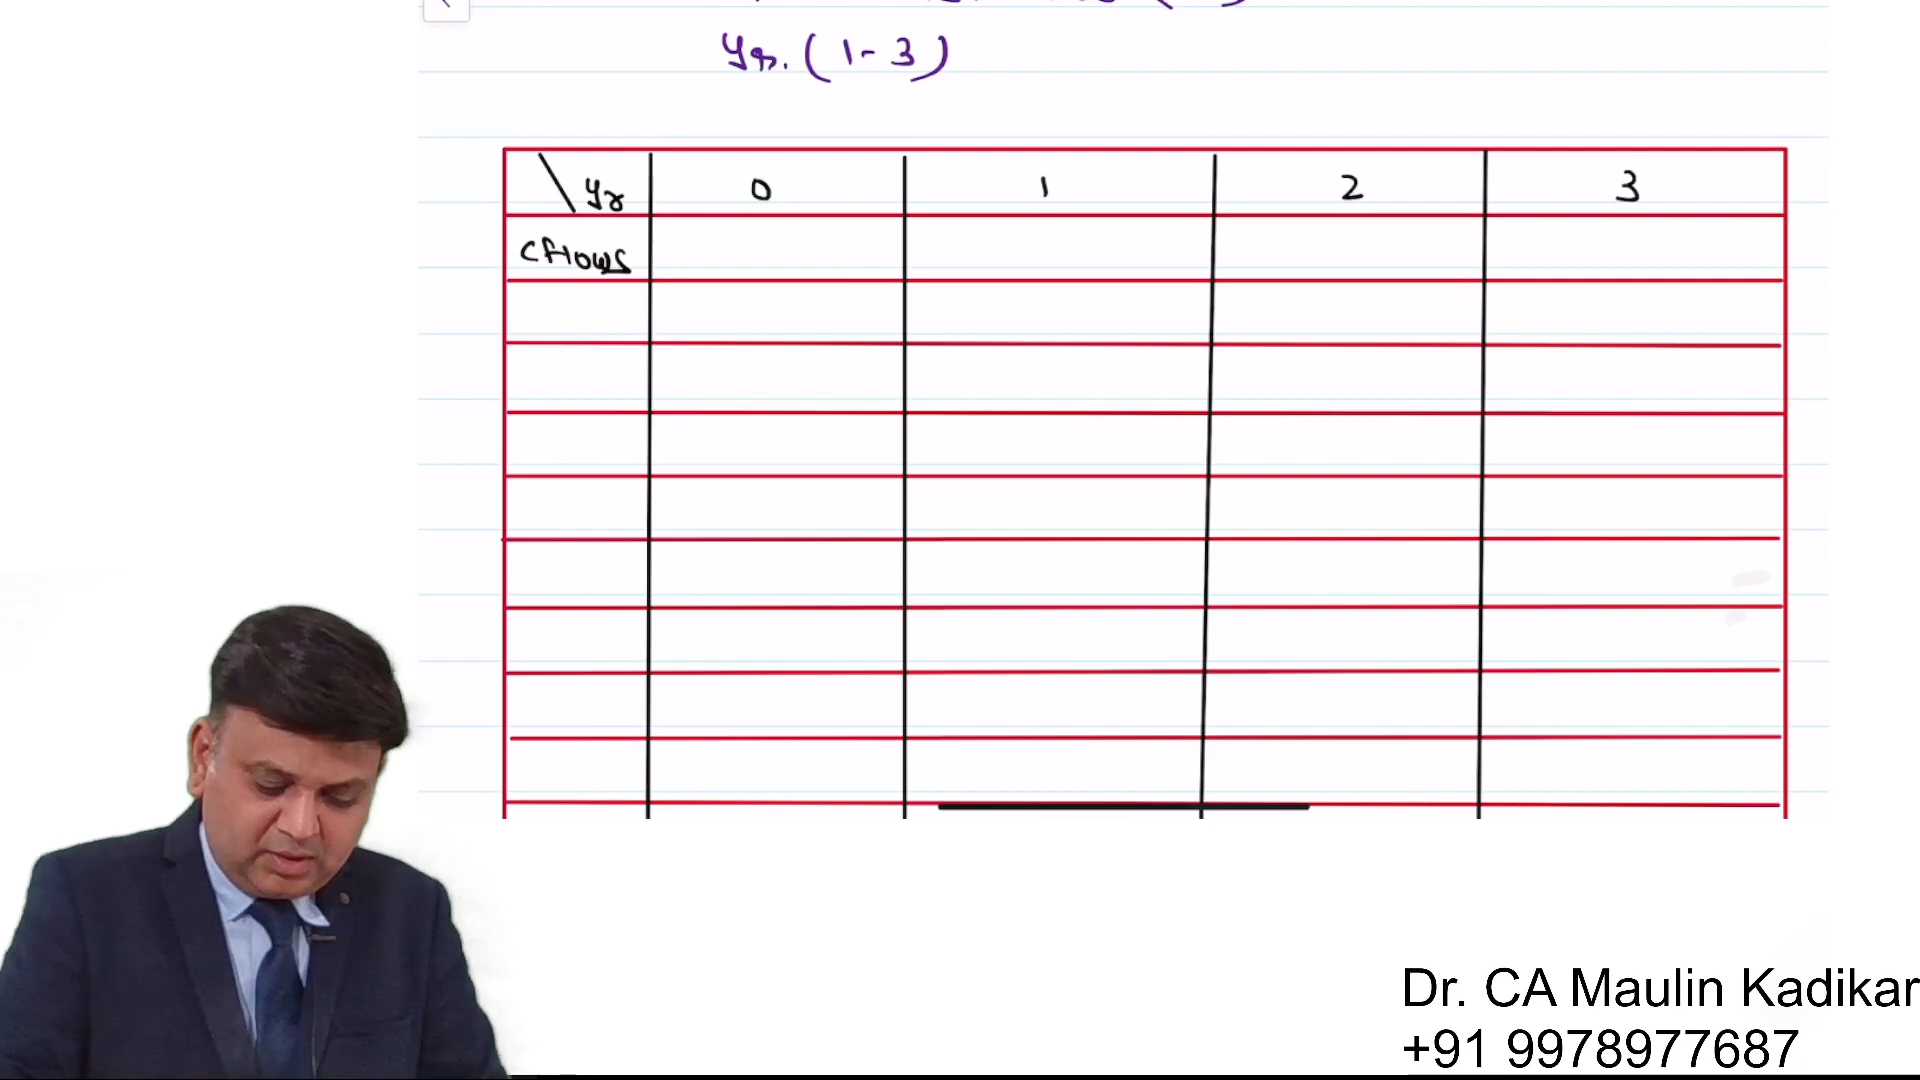 Yr. (1-3)
Yr 0 1 2 3
Cflows
Dr. CA Maulin Kadikar
+91 9978977687